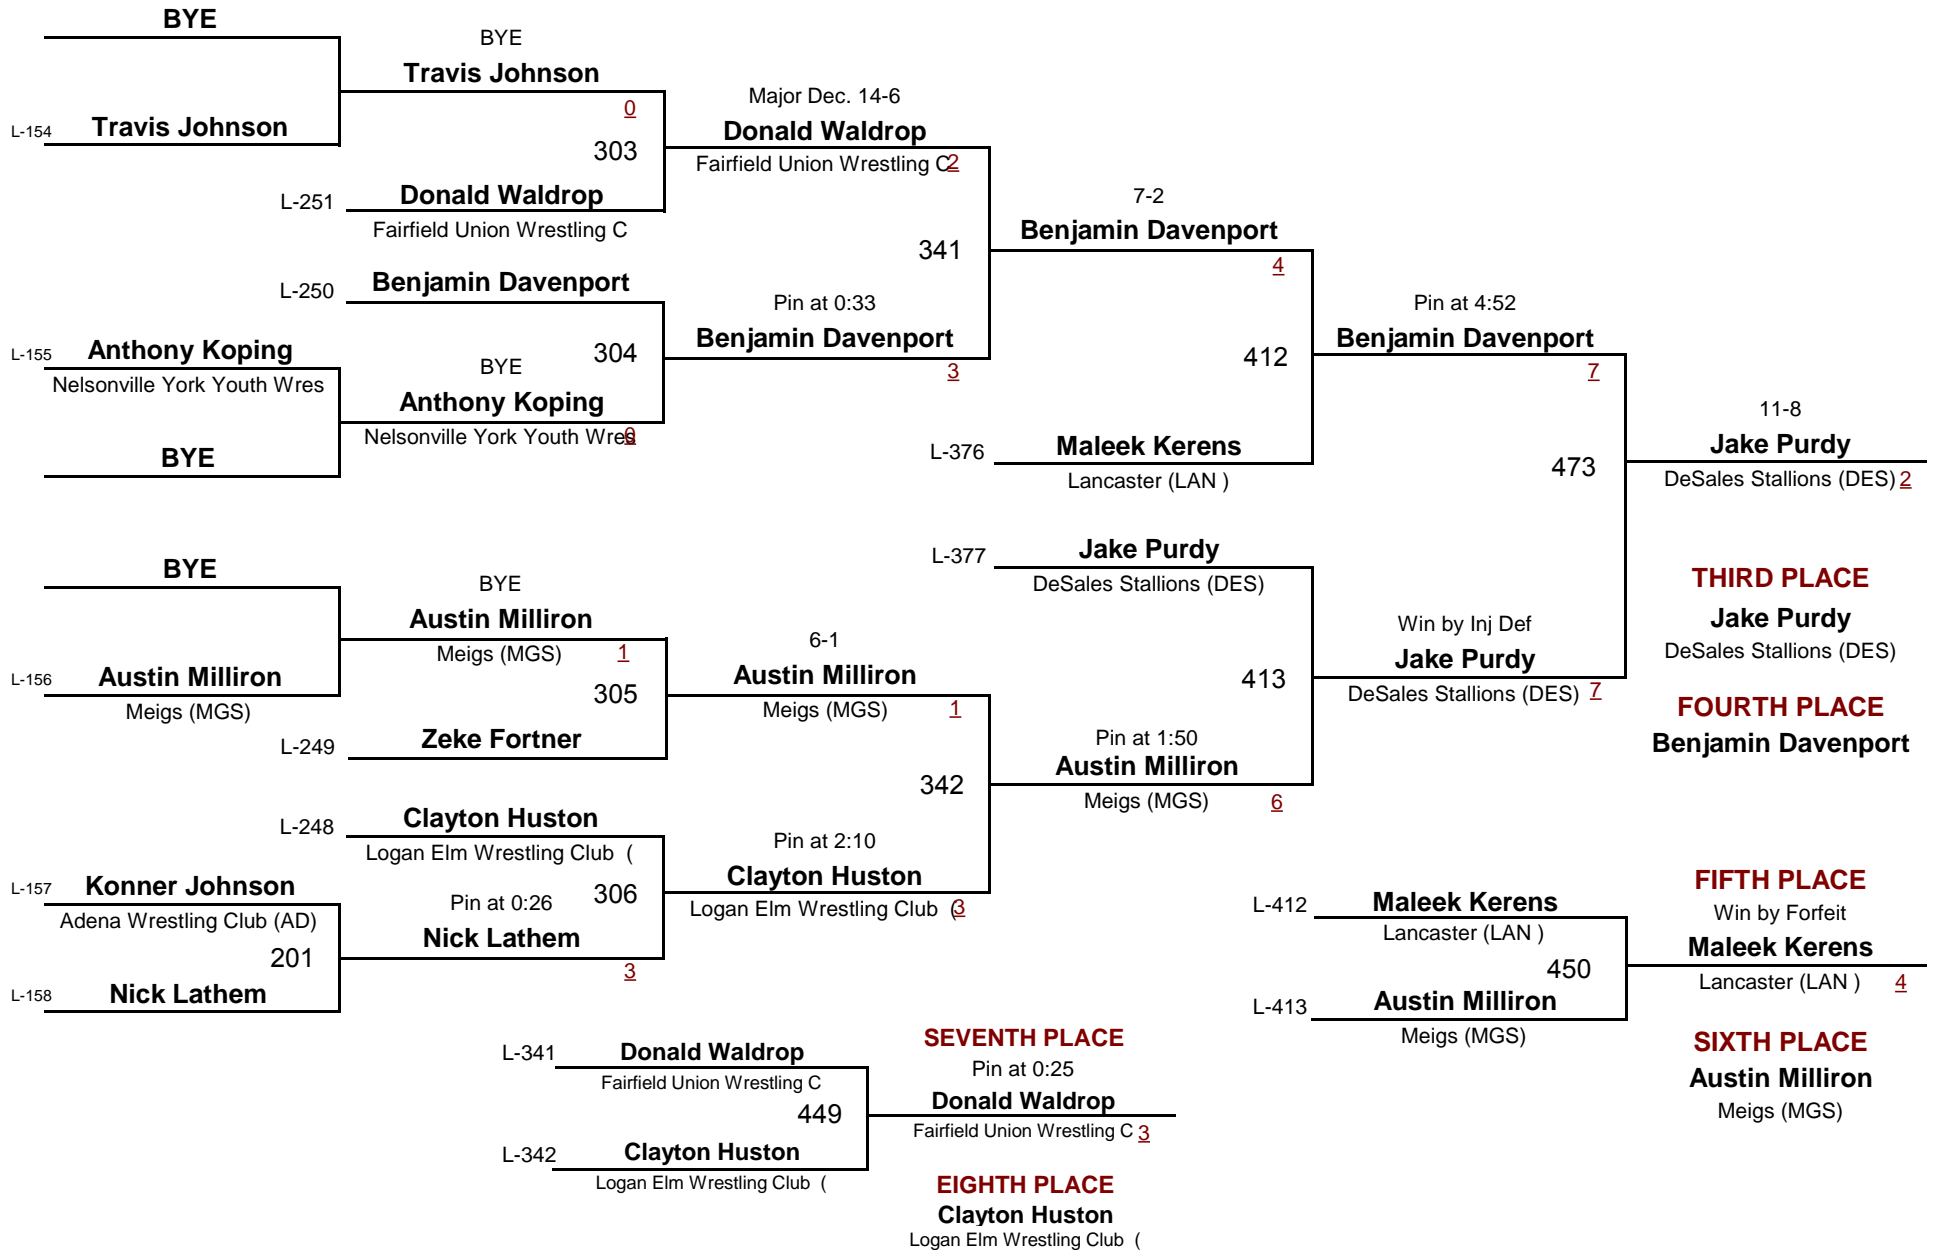 BYE
BYE
Travis Johnson
0
L-154 Travis Johnson
303
Major Dec. 14-6
Donald Waldrop
Fairfield Union Wrestling C 2
L-251 Donald Waldrop
Fairfield Union Wrestling C
341
7-2
Benjamin Davenport
4
L-250 Benjamin Davenport
304
Pin at 0:33
Benjamin Davenport
3
L-155 Anthony Koping
Nelsonville York Youth Wres
BYE
Anthony Koping
Nelsonville York Youth Wres 0
BYE
412
Pin at 4:52
Benjamin Davenport
7
L-376 Maleek Kerens
Lancaster (LAN )
473
11-8
Jake Purdy
DeSales Stallions (DES) 2
BYE
BYE
Austin Milliron
Meigs (MGS) 1
L-156 Austin Milliron
Meigs (MGS)
305
6-1
Austin Milliron
Meigs (MGS) 1
L-249 Zeke Fortner
L-377 Jake Purdy
DeSales Stallions (DES)
413
Win by Inj Def
Jake Purdy
DeSales Stallions (DES) 7
THIRD PLACE
Jake Purdy
DeSales Stallions (DES)
FOURTH PLACE
Benjamin Davenport
342
Pin at 1:50
Austin Milliron
Meigs (MGS) 6
L-248 Clayton Huston
Logan Elm Wrestling Club (
306
Pin at 2:10
Clayton Huston
Logan Elm Wrestling Club ( 3
L-157 Konner Johnson
Adena Wrestling Club (AD)
201
Pin at 0:26
Nick Lathem
3
L-158 Nick Lathem
L-412 Maleek Kerens
Lancaster (LAN )
450
L-413 Austin Milliron
Meigs (MGS)
FIFTH PLACE
Win by Forfeit
Maleek Kerens
Lancaster (LAN ) 4
SIXTH PLACE
Austin Milliron
Meigs (MGS)
L-341 Donald Waldrop
Fairfield Union Wrestling C
449
L-342 Clayton Huston
Logan Elm Wrestling Club (
SEVENTH PLACE
Pin at 0:25
Donald Waldrop
Fairfield Union Wrestling C 3
EIGHTH PLACE
Clayton Huston
Logan Elm Wrestling Club (